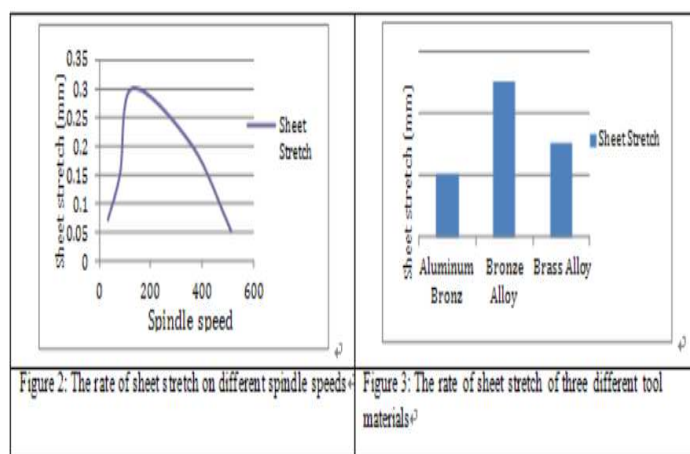 0.35
0.3
0.25
0.2
0.15
0.1
0.05
0
Sheet stretch (mm)
0 200 400 600
Spindle speed
Sheet
Stretch
Sheet stretch (mm)
Aluminum
Bronz
Bronze
Alloy
Brass Alloy
Sheet Stretch
Figure 2: The rate of sheet stretch on different spindle speeds
Figure 3: The rate of sheet stretch of three different tool
materials